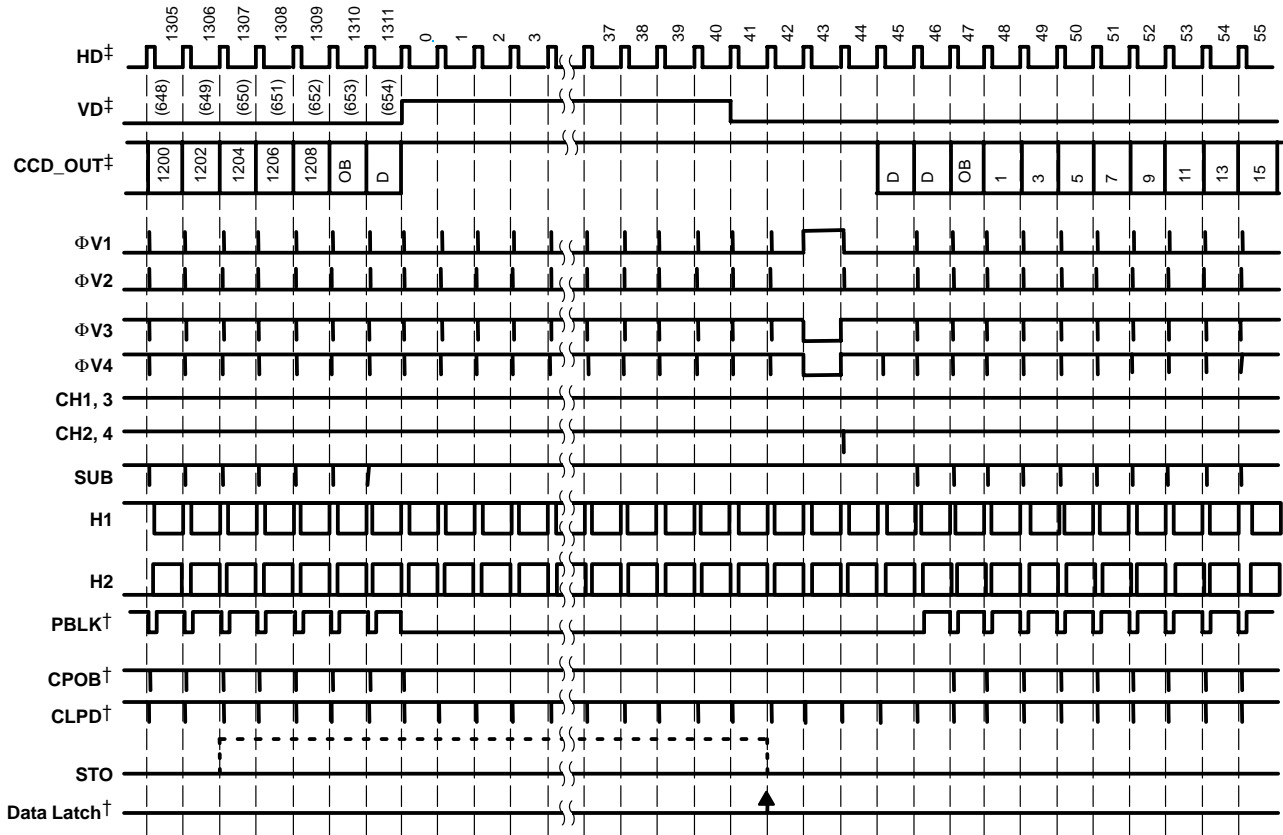 1305 1306 1307 1308 1309 1310 1311 0 1 2 3 37 38 39 40 41 42 43 44 45 46 47 48 49 50 51 52 53 54 55
HD‡
(648) (649) (650) (651) (652) (653) (654)
VD‡
CCD_OUT‡ 1200 1202 1204 1206 1208 OB D D D OB 1 3 5 7 9 11 13 15
ΦV1
ΦV2
ΦV3
ΦV4
CH1, 3
CH2, 4
SUB
H1
H2
PBLK†
CPOB†
CLPD†
STO
Data Latch†